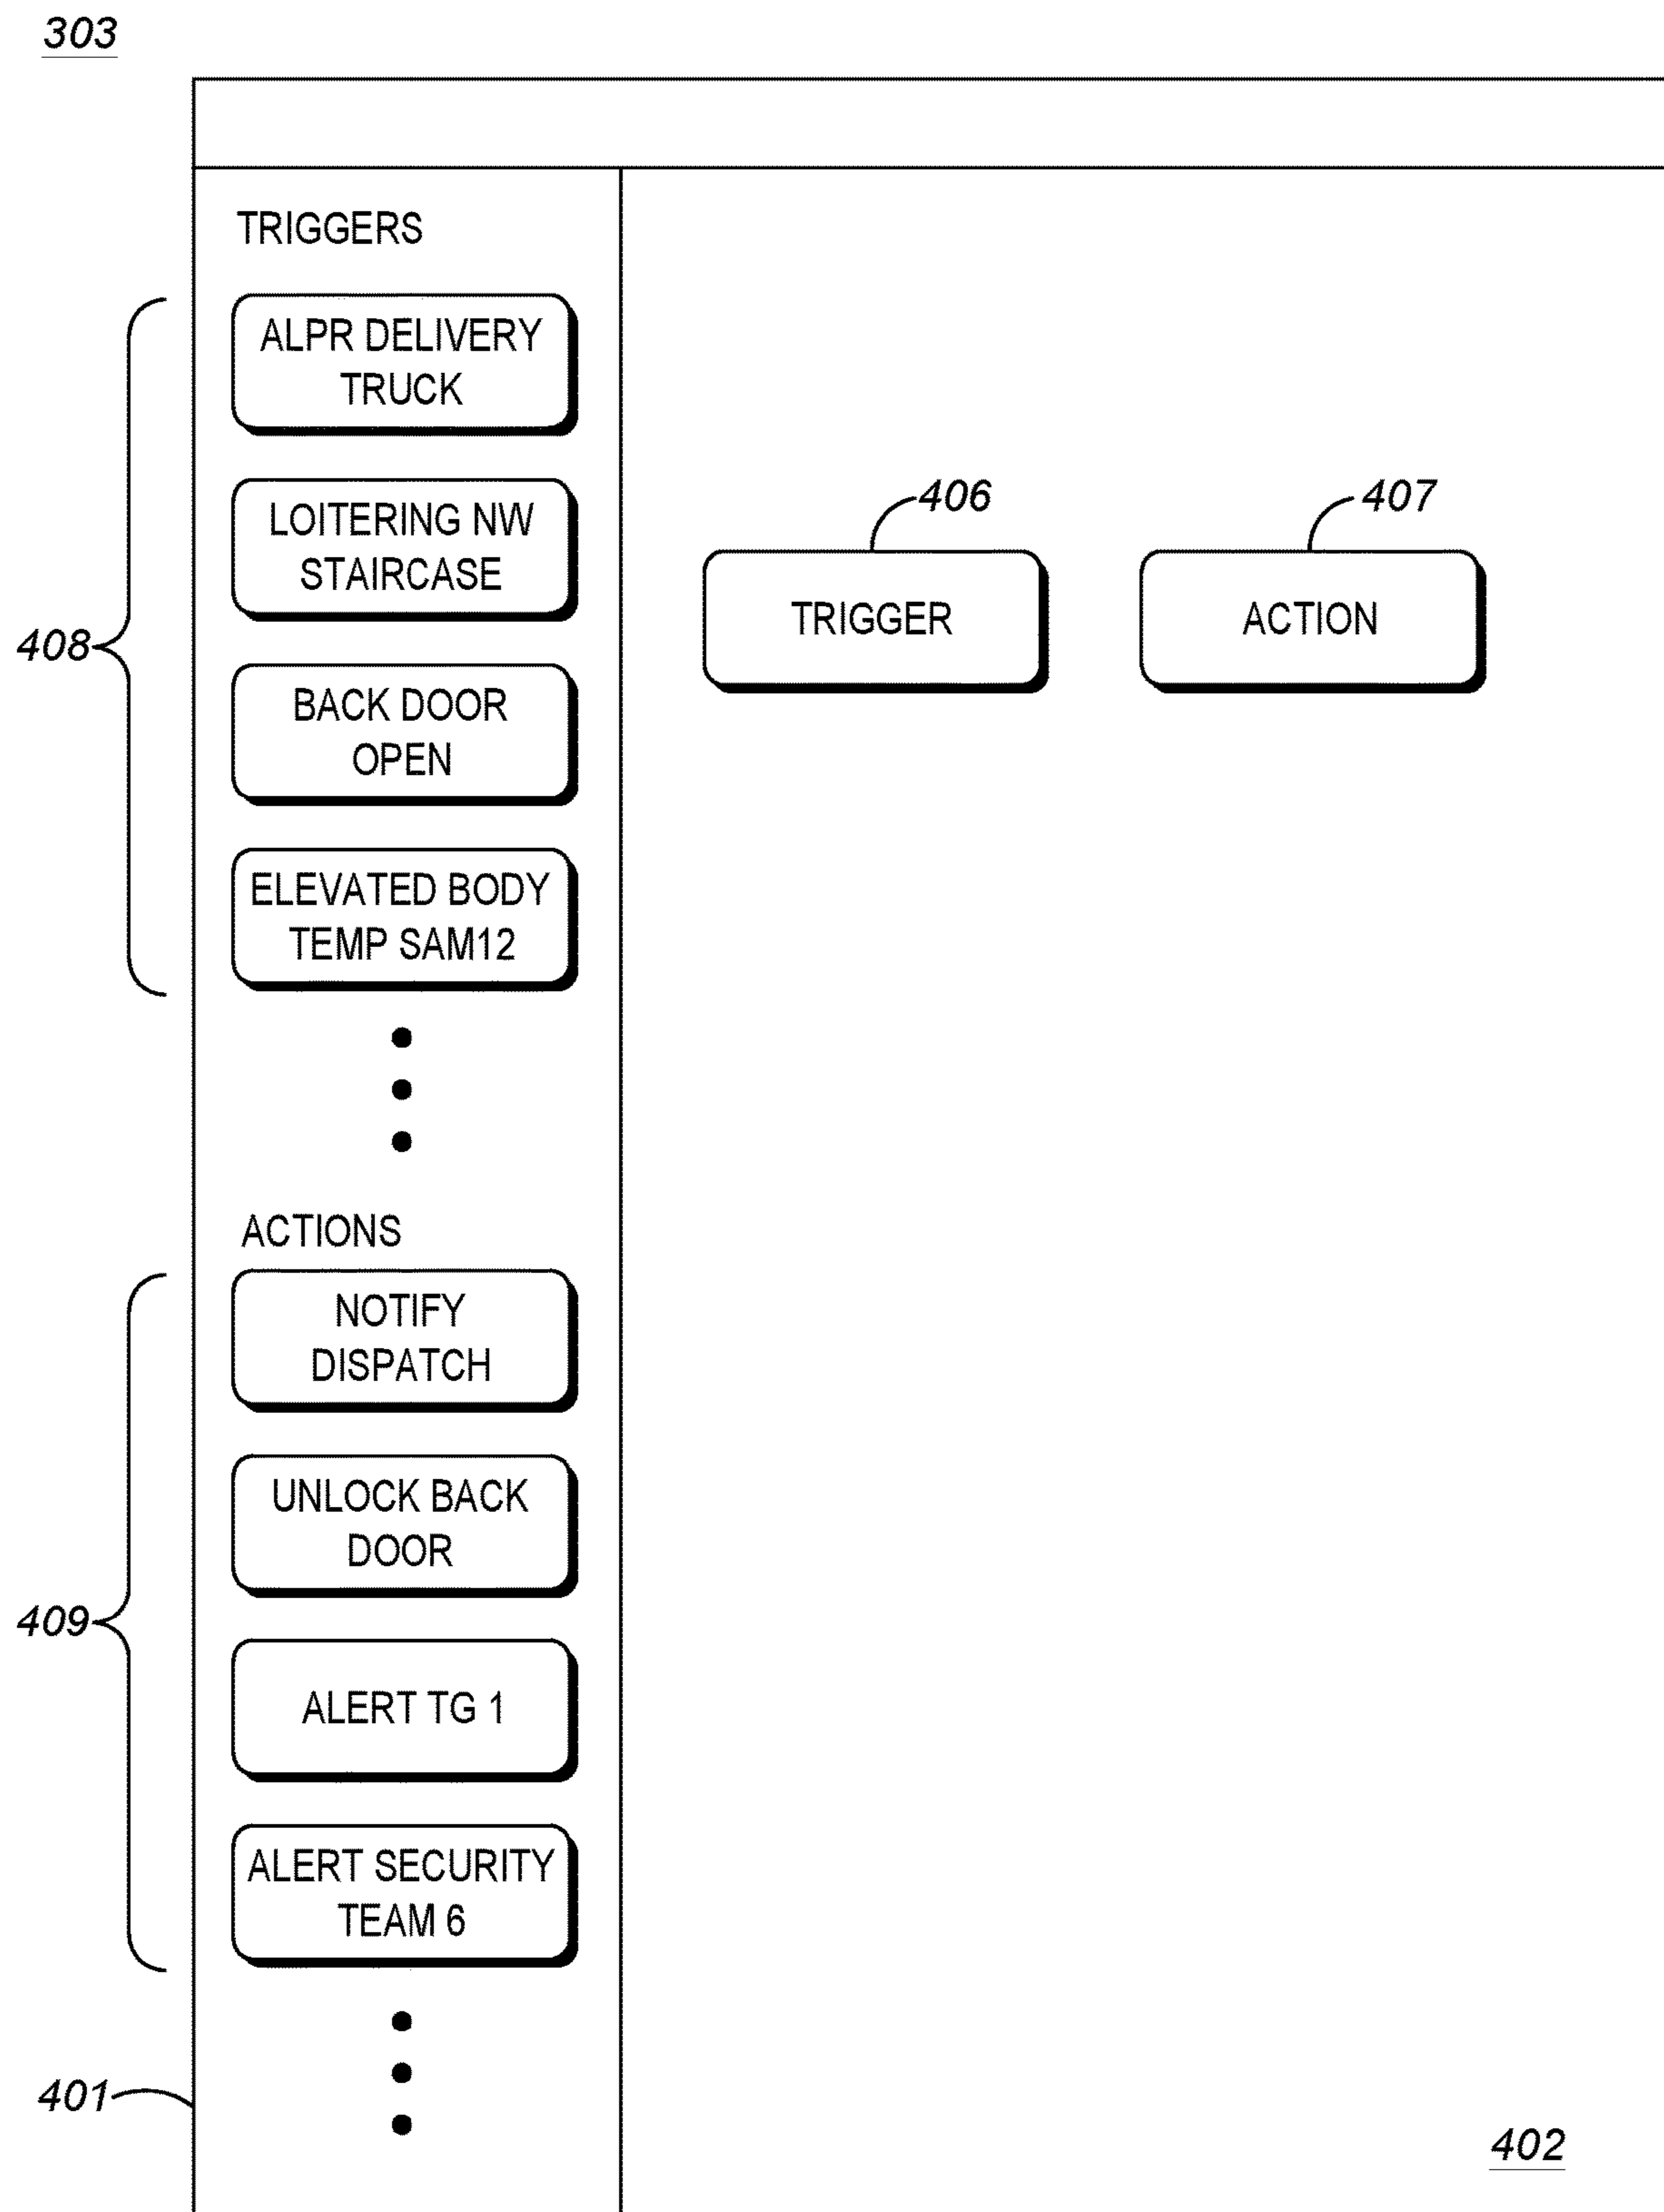 303
TRIGGERS
ALPR DELIVERY
TRUCK
LOITERING NW
STAIRCASE
408
BACK DOOR
OPEN
ELEVATED BODY
TEMP SAM12
406
TRIGGER
407
ACTION
ACTIONS
NOTIFY
DISPATCH
UNLOCK BACK
DOOR
409
ALERT TG 1
ALERT SECURITY
TEAM 6
401
402